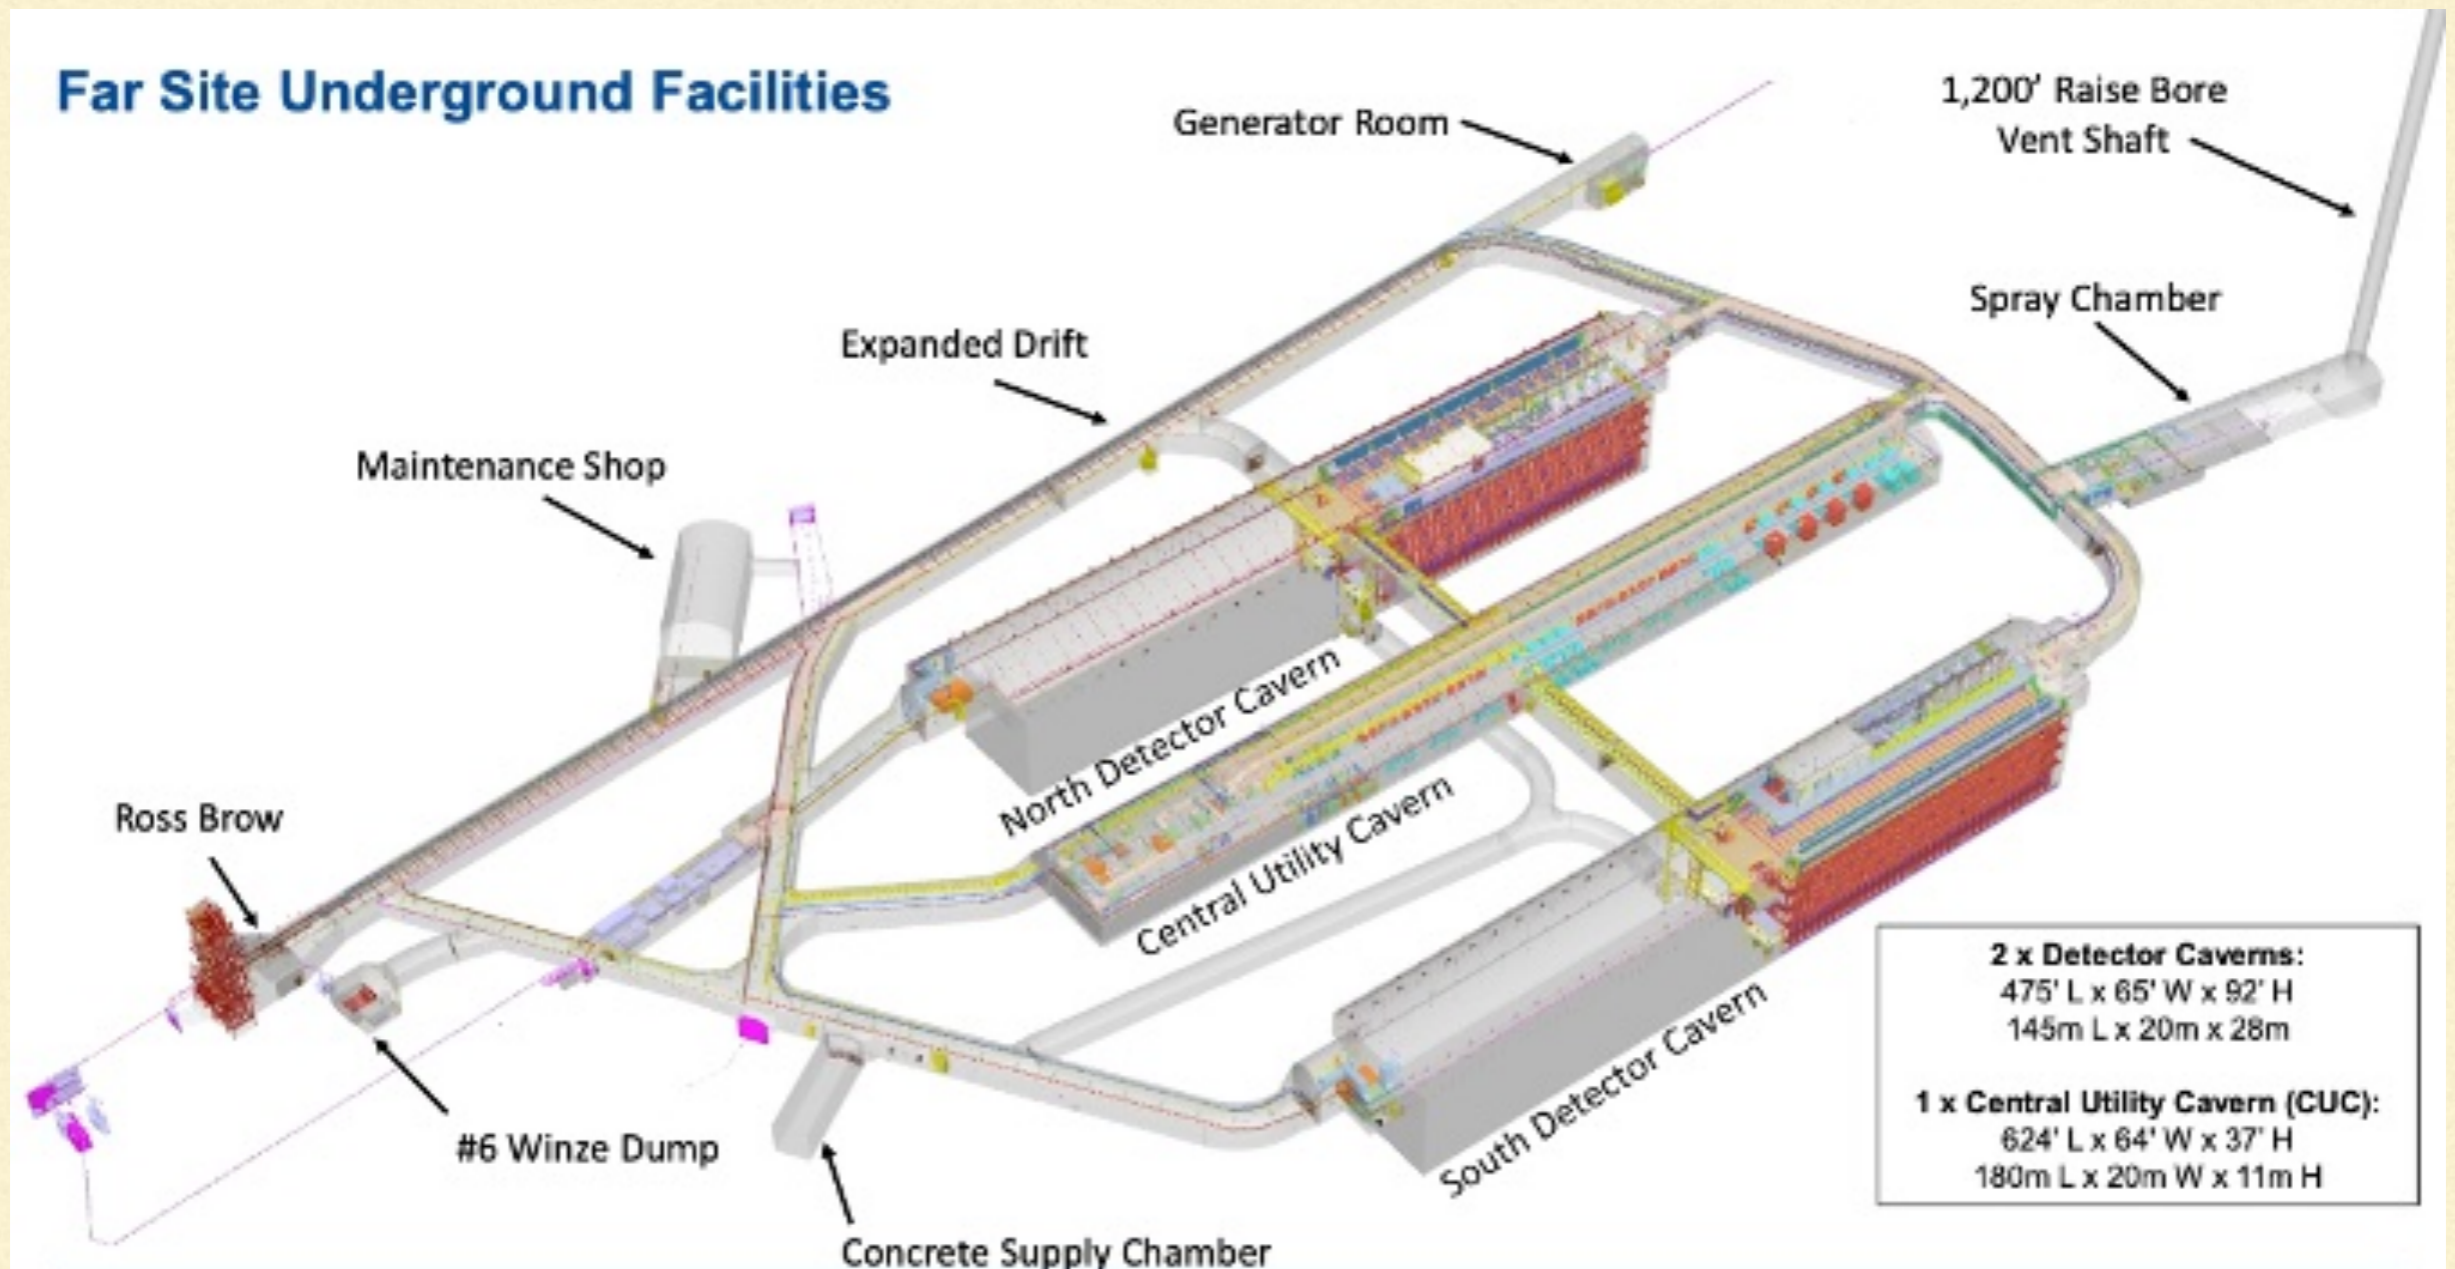 Far Site Underground Facilities
Generator Room
1,200' Raise Bore
Vent Shaft
Spray Chamber
Expanded Drift
Maintenance Shop
Ross Brow
North Detector Cavern
Central Utility Cavern
South Detector Cavern
#6 Winze Dump
Concrete Supply Chamber
2 x Detector Caverns:
475' L x 65' W x 92' H
145m L x 20m x 28m
1 x Central Utility Cavern (CUC):
624' L x 64' W x 37' H
180m L x 20m W x 11m H